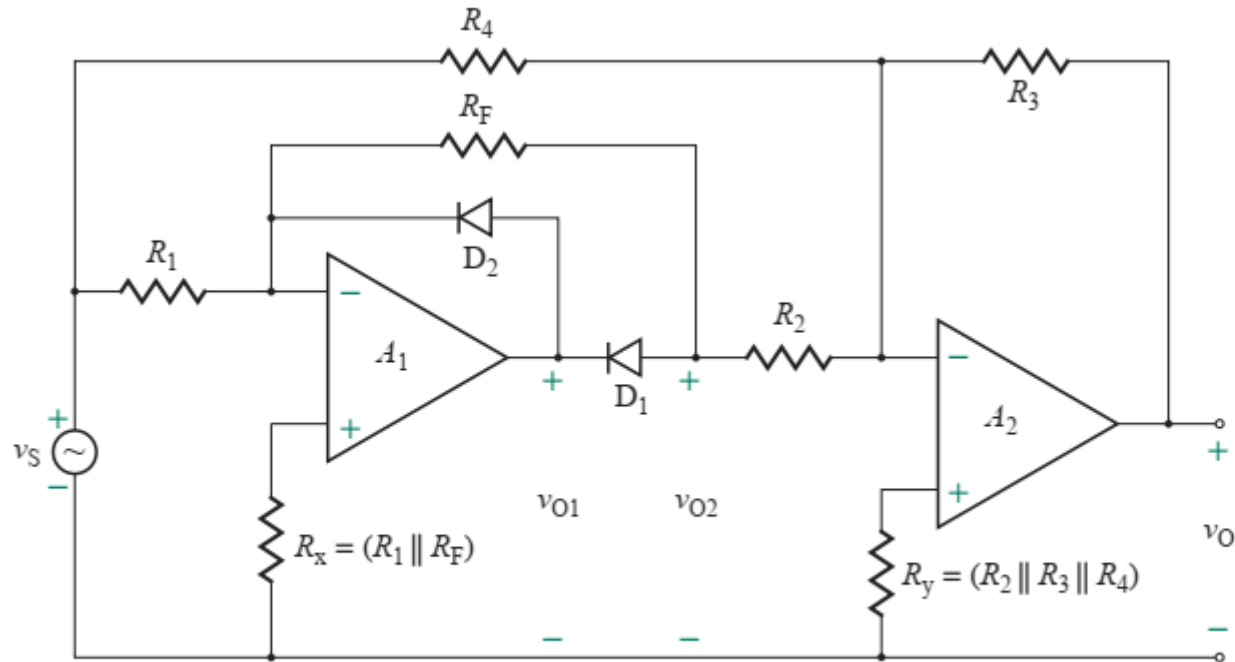 R4
R3
RF
D2
R1
−
A1
+
+
D1
+
R2
−
A2
+
+
vS
−
+
vO1
vO2
vO
Rx = (R1 || RF)
Ry = (R2 || R3 || R4)
−
−
−